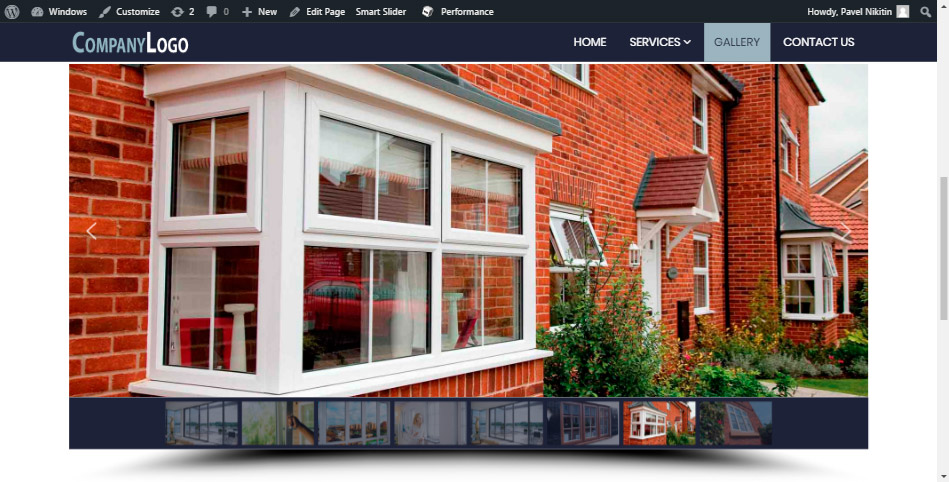 Windows Customize 2 0 New Edit Page Smart Slider Performance Howdy, Pavel Nikitin
COMPANYLOGO HOME SERVICES GALLERY CONTACT US